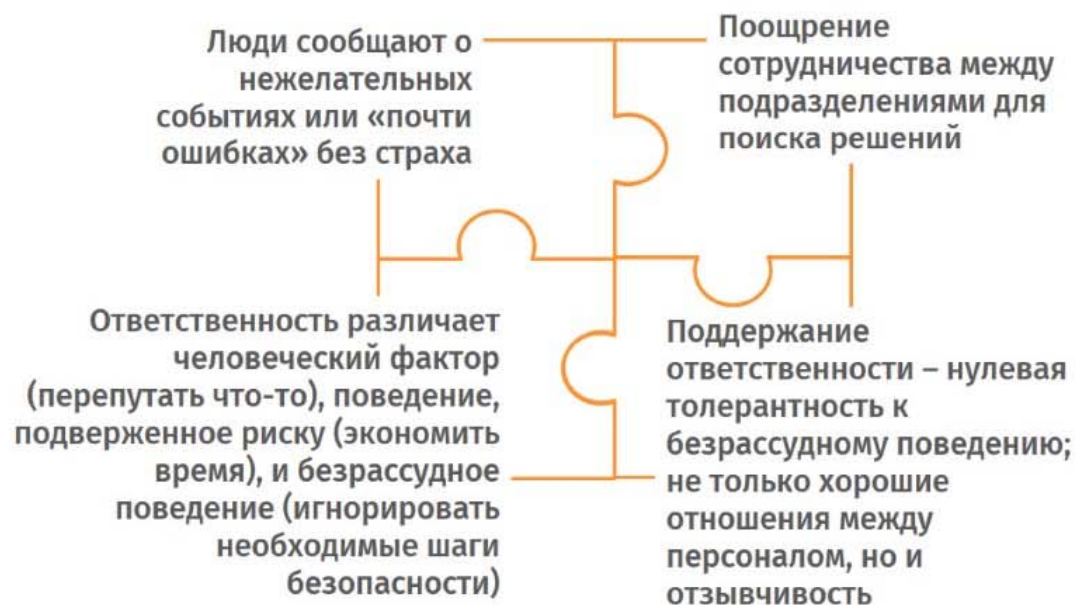 Люди сообщают о
нежелательных
событиях или «почти
ошибках» без страха
Поощрение
сотрудничества между
подразделениями для
поиска решений
Ответственность различает
человеческий фактор
(перепутать что-то), поведение,
подверженное риску (экономить
время), и безрассудное
поведение (игнорировать
необходимые шаги
безопасности)
Поддержание
ответственности – нулевая
толерантность к
безрассудному поведению;
не только хорошие
отношения между
персоналом, но и
отзывчивость